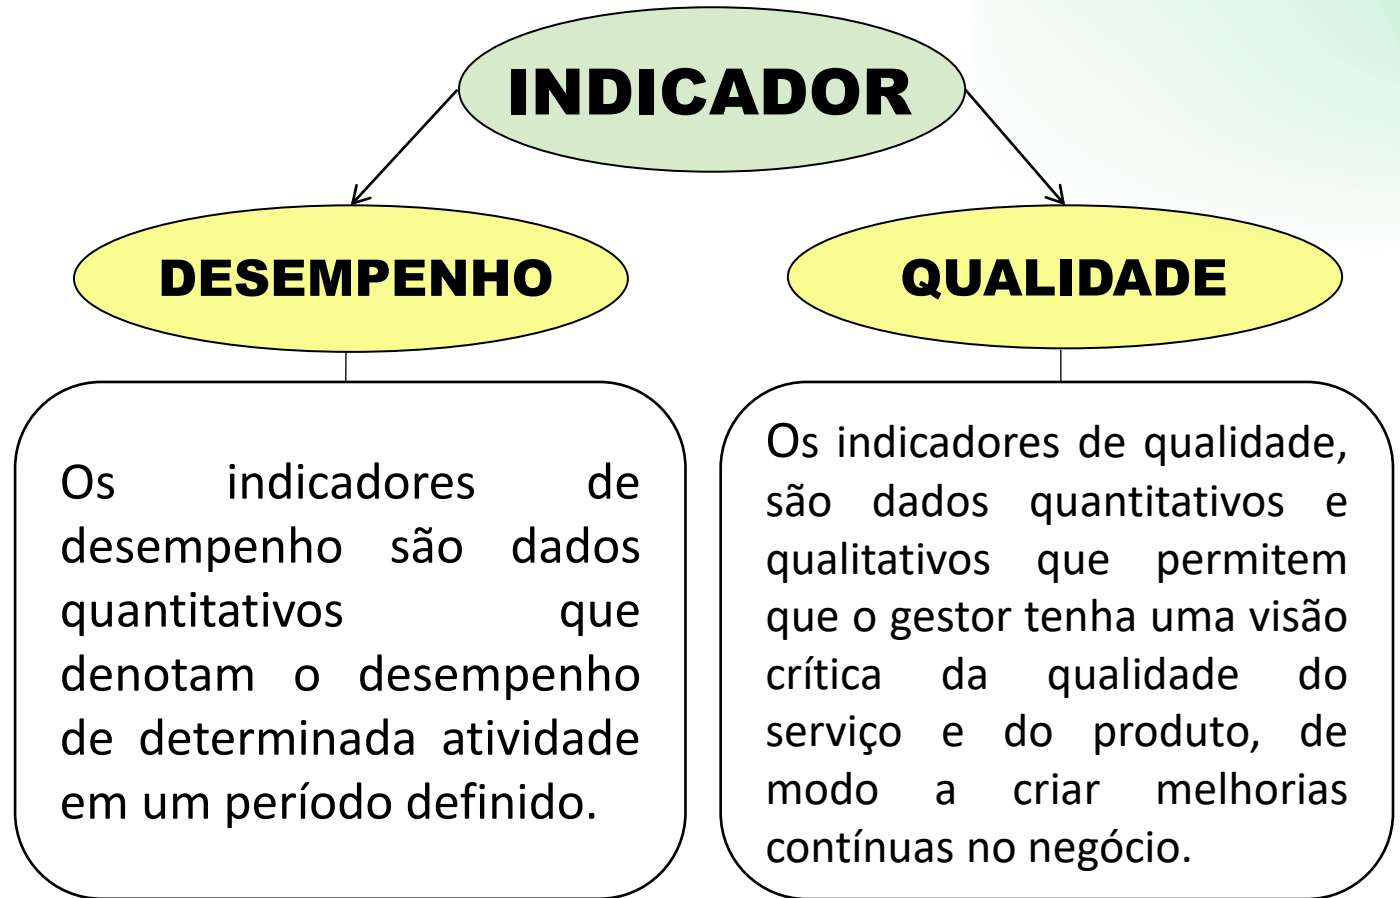 INDICADOR
DESEMPENHO
QUALIDADE
Os indicadores de
desempenho são dados
quantitativos que
denotam o desempenho
de determinada atividade
em um período definido.
Os indicadores de qualidade,
são dados quantitativos e
qualitativos que permitem
que o gestor tenha uma visão
crítica da qualidade do
serviço e do produto, de
modo a criar melhorias
contínuas no negócio.